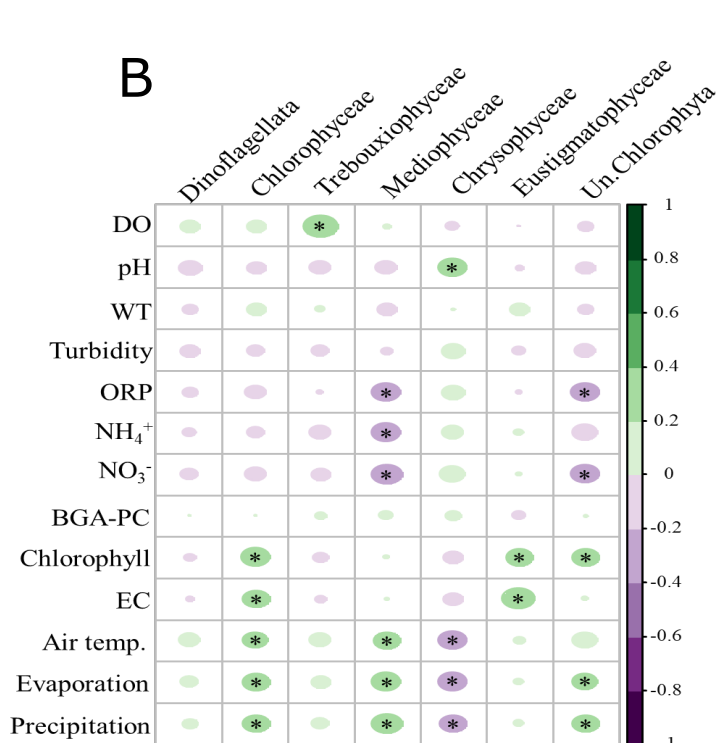 B
Dinoflagellata
Chlorophyceae
Trebouxiophyceae
Mediophyceae
Chrysophyceae
Eustigmatophyceae
Un.Chlorophyta
DO *
pH *
WT
Turbidity
ORP * *
NH₄⁺ *
NO₃⁻ * *
BGA-PC
Chlorophyll * * *
EC * *
Air temp. * * *
Evaporation * * * *
Precipitation * * * *
1
0.8
0.6
0.4
0.2
0
-0.2
-0.4
-0.6
-0.8